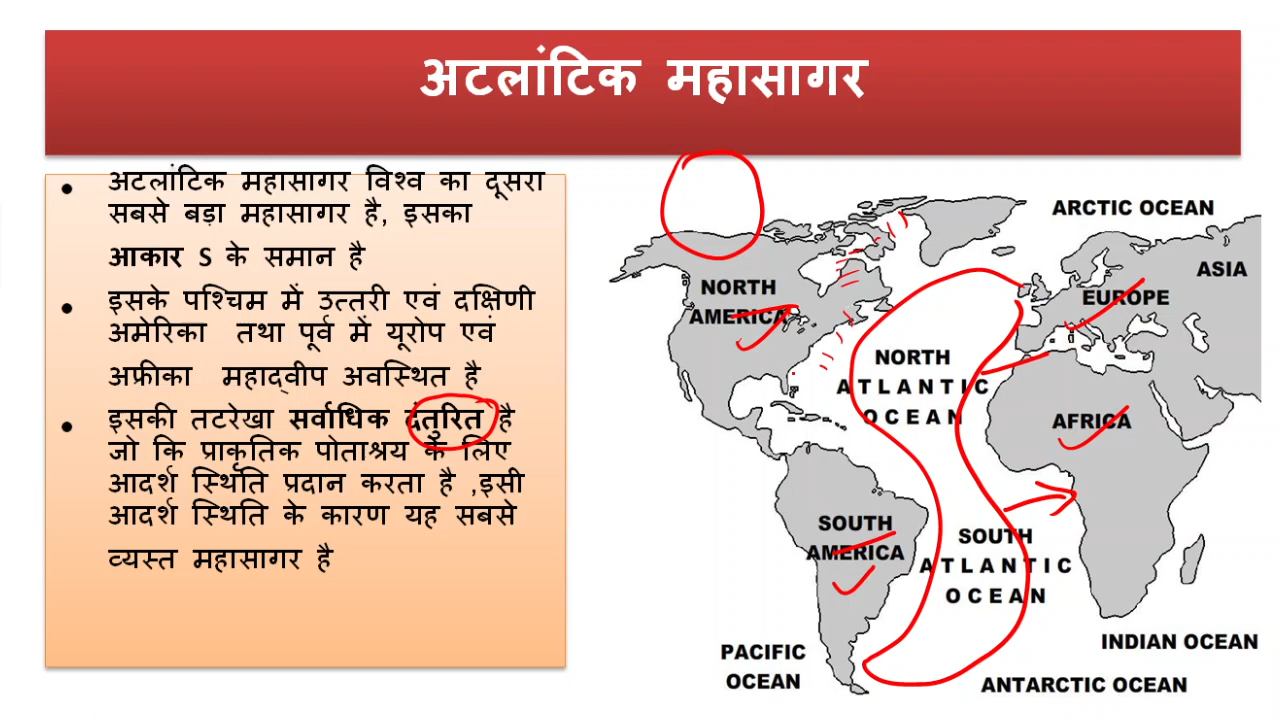 अटलांटिक महासागर
अटलांटिक महासागर विश्व का दूसरा
सबसे बड़ा महासागर है, इसका
आकार S के समान है
इसके पश्चिम में उत्तरी एवं दक्षिणी
अमेरिका तथा पूर्व में यूरोप एवं
अफ्रीका महाद्वीप अवस्थित है
इसकी तटरेखा सर्वाधिक दंतुरित है
जो कि प्राकृतिक पोताश्रय के लिए
आदर्श स्थिति प्रदान करता है ,इसी
आदर्श स्थिति के कारण यह सबसे
व्यस्त महासागर है
ARCTIC OCEAN
ASIA
NORTH
AMERICA
EUROPE
NORTH
ATLANTIC
OCEAN
AFRICA
SOUTH
AMERICA
SOUTH
ATLANTIC
OCEAN
INDIAN OCEAN
PACIFIC
OCEAN
ANTARCTIC OCEAN